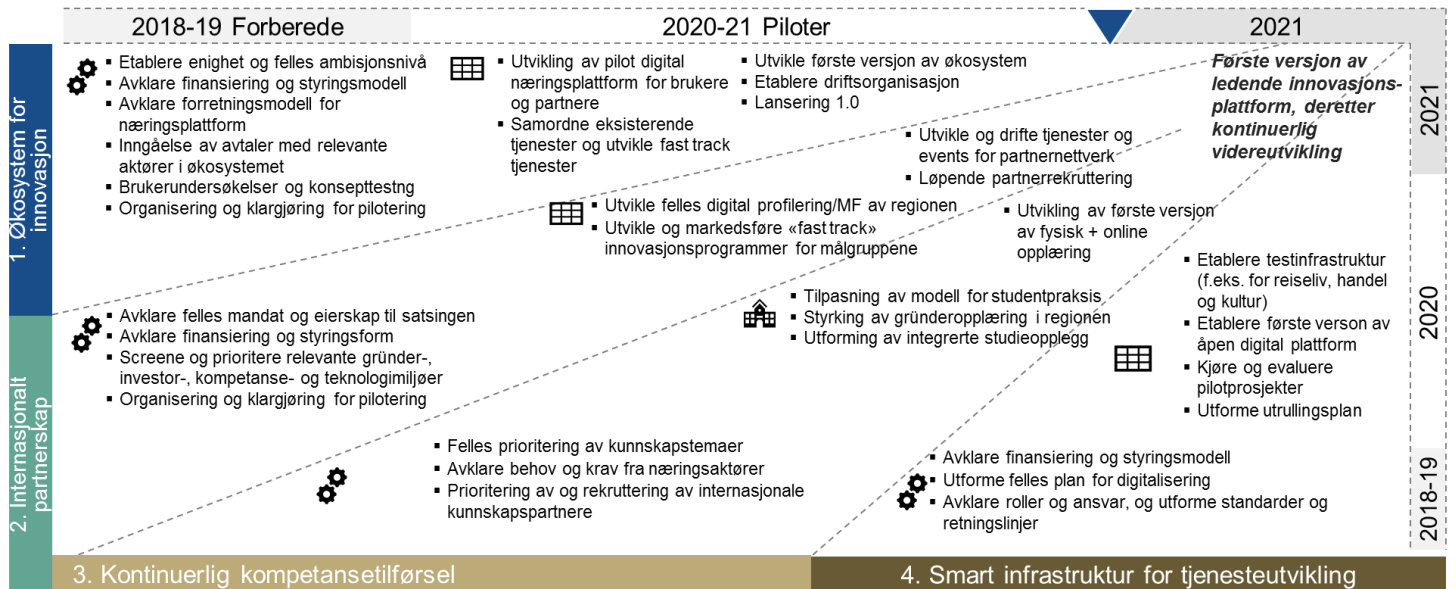 2018-19 Forberede
2020-21 Piloter
2021
1. Økosystem for
innovasjon
▪ Etablere enighet og felles ambisjonsnivå
▪ Avklare finansiering og styringsmodell
▪ Avklare forretningsmodell for
næringsplattform
▪ Inngåelse av avtaler med relevante
aktører i økosystemet
▪ Brukerundersøkelser og konsepttestng
▪ Organisering og klargjøring for pilotering
▪ Utvikling av pilot digital
næringsplattform for brukere
og partnere
▪ Samordne eksisterende
tjenester og utvikle fast track
tjenester
▪ Utvikle første versjon av økosystem
▪ Etablere driftsorganisasjon
▪ Lansering 1.0
Første versjon av
ledende innovasjons-
plattform, deretter
kontinuerlig
videreutvikling
2021
▪ Utvikle og drifte tjenester og
events for partnernettverk
▪ Løpende partnerrekruttering
▪ Utvikle felles digital profilering/MF av regionen
▪ Utvikle og markedsføre «fast track»
innovasjonsprogrammer for målgruppene
▪ Utvikling av første versjon
av fysisk + online
opplæring
▪ Etablere testinfrastruktur
(f.eks. for reiseliv, handel
og kultur)
▪ Etablere første verson av
åpen digital plattform
▪ Kjøre og evaluere
pilotprosjekter
▪ Utforme utrullingsplan
2020
2. Internasjonalt
partnerskap
▪ Avklare felles mandat og eierskap til satsingen
▪ Avklare finansiering og styringsform
▪ Screene og prioritere relevante gründer-,
investor-, kompetanse- og teknologimiljøer
▪ Organisering og klargjøring for pilotering
▪ Tilpasning av modell for studentpraksis
▪ Styrking av gründeropplæring i regionen
▪ Utforming av integrerte studieopplegg
▪ Felles prioritering av kunnskapstemaer
▪ Avklare behov og krav fra næringsaktører
▪ Prioritering av og rekruttering av internasjonale
kunnskapspartnere
▪ Avklare finansiering og styringsmodell
▪ Utforme felles plan for digitalisering
▪ Avklare roller og ansvar, og utforme standarder og
retningslinjer
2018-19
3. Kontinuerlig kompetansetilførsel
4. Smart infrastruktur for tjenesteutvikling